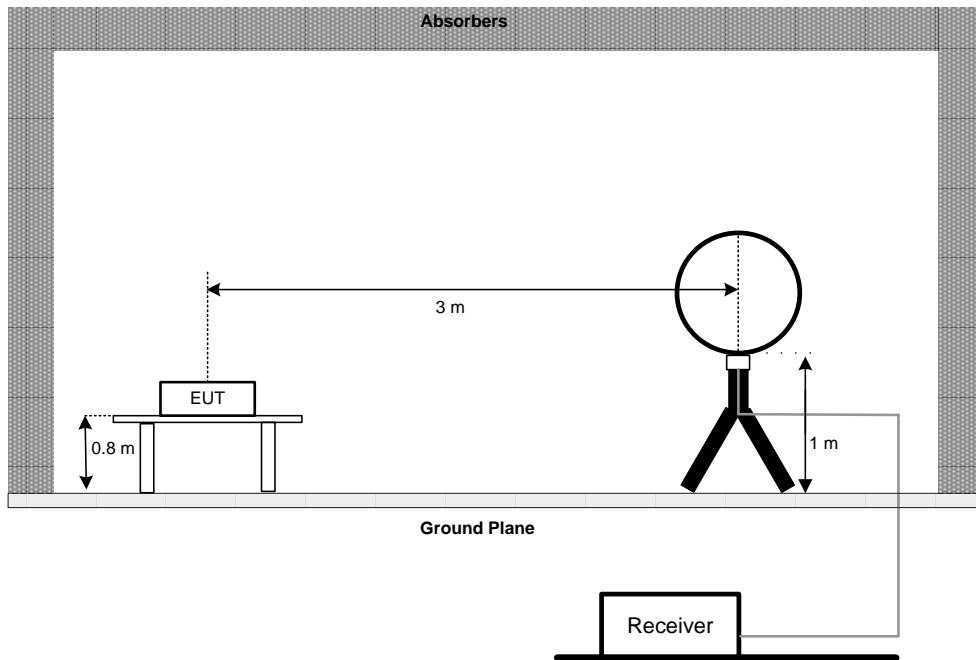 Absorbers
3 m
EUT
0.8 m
1 m
Ground Plane
Receiver